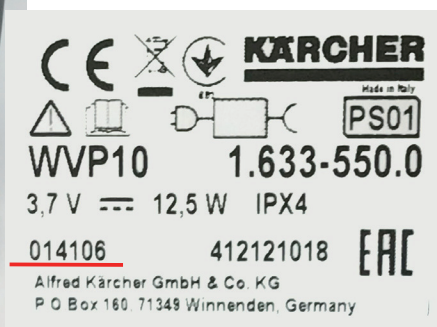 CE KÄRCHER
Made in Italy
PS01
WVP10 1.633-550.0
3,7 V 12,5 W IPX4
014106 412121018 EAC
Alfred Kärcher GmbH & Co. KG
P O Box 160, 71349 Winnenden, Germany